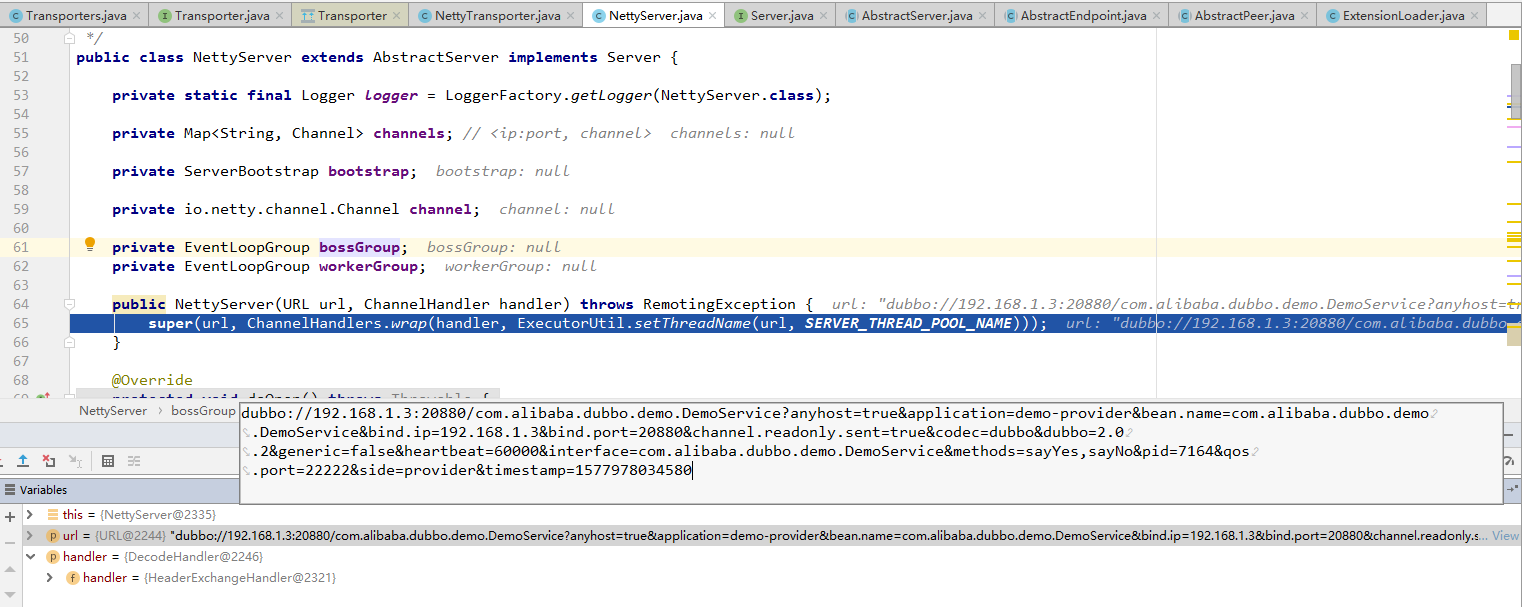 Transporters.java Transporter.java Transporter NettyTransporter.java NettyServer.java Server.java AbstractServer.java AbstractEndpoint.java AbstractPeer.java ExtensionLoader.java
50 */
51 public class NettyServer extends AbstractServer implements Server {
52
53 private static final Logger logger = LoggerFactory.getLogger(NettyServer.class);
54
55 private Map<String, Channel> channels; // <ip:port, channel> channels: null
56
57 private ServerBootstrap bootstrap; bootstrap: null
58
59 private io.netty.channel.Channel channel; channel: null
60
61 private EventLoopGroup bossGroup; bossGroup: null
62 private EventLoopGroup workerGroup; workerGroup: null
63
64 public NettyServer(URL url, ChannelHandler handler) throws RemotingException { url: "dubbo://192.168.1.3:20880/com.alibaba.dubbo.demo.DemoService?anyhost=tr
65 super(url, ChannelHandlers.wrap(handler, ExecutorUtil.setThreadName(url, SERVER_THREAD_POOL_NAME))); url: "dubbo://192.168.1.3:20880/com.alibaba.dubbo.
66 }
67
68 @Override
69 protected void doOpen() throws Throwable {
NettyServer › bossGroup
dubbo://192.168.1.3:20880/com.alibaba.dubbo.demo.DemoService?anyhost=true&application=demo-provider&bean.name=com.alibaba.dubbo.demo
.DemoService&bind.ip=192.168.1.3&bind.port=20880&channel.readonly.sent=true&codec=dubbo&dubbo=2.0
.2&generic=false&heartbeat=60000&interface=com.alibaba.dubbo.demo.DemoService&methods=sayYes,sayNo&pid=7164&qos
.port=22222&side=provider&timestamp=1577978034580
Variables
this = {NettyServer@2335}
p url = {URL@2244} "dubbo://192.168.1.3:20880/com.alibaba.dubbo.demo.DemoService?anyhost=true&application=demo-provider&bean.name=com.alibaba.dubbo.demo.DemoService&bind.ip=192.168.1.3&bind.port=20880&channel.readonly.s... View
p handler = {DecodeHandler@2246}
f handler = {HeaderExchangeHandler@2321}